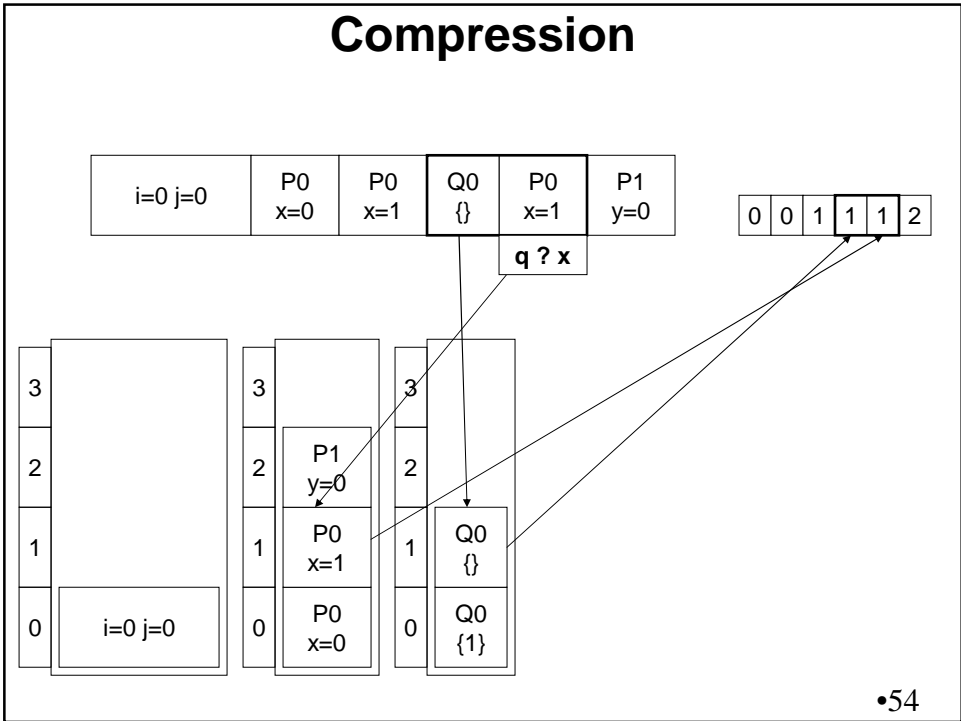 Compression
i=0 j=0
P0
x=0
P0
x=1
Q0
{}
P0
x=1
P1
y=0
q ? x
0 0 1 1 1 2
3
2
1
0
i=0 j=0
3
2
1
0
P1
y=0
P0
x=1
P0
x=0
3
2
1
0
Q0
{}
Q0
{1}
•54